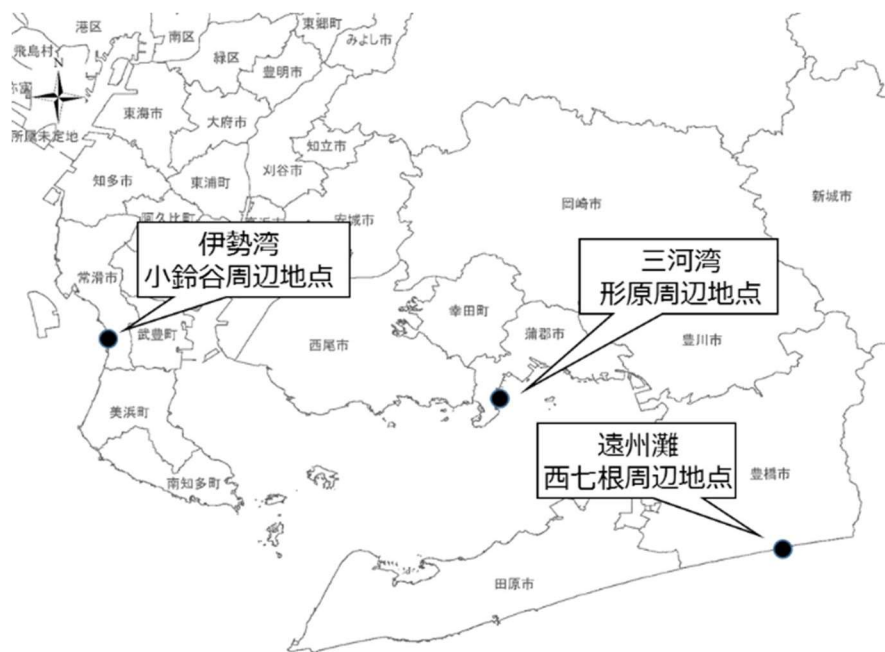 港区
南区
東郷町
みよし市
飛島村
緑区
豊明市
N
東海市
大府市
所属未定地
知立市
知多市
東浦町
刈谷市
新城市
岡崎市
安城市
伊勢湾
小鈴谷周辺地点
三河湾
形原周辺地点
常滑市
武豊町
幸田町
蒲郡市
豊川市
西尾市
美浜町
遠州灘
西七根周辺地点
豊橋市
南知多町
田原市